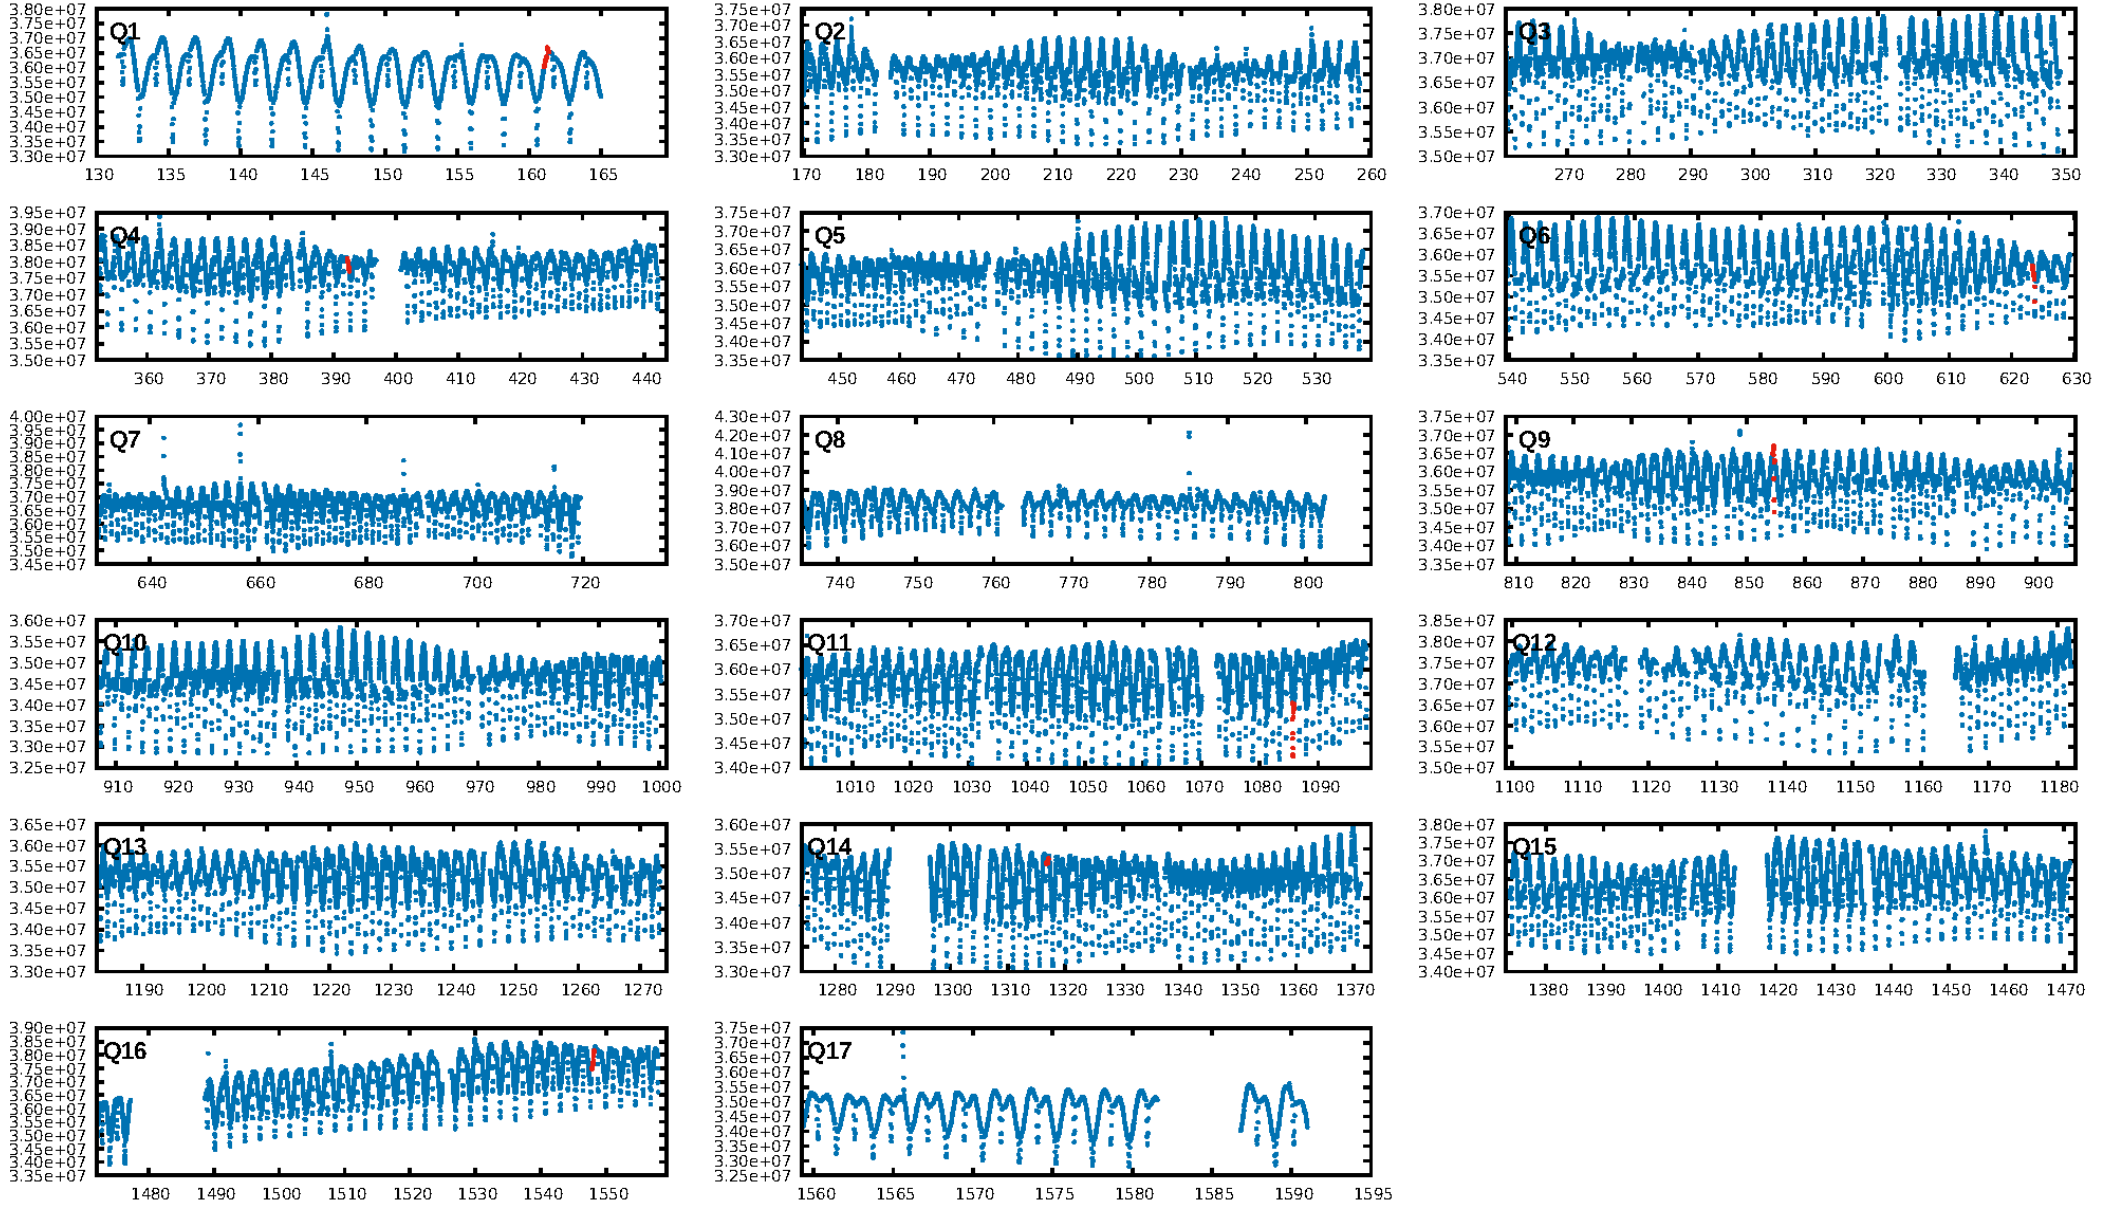 Q1
3.80e+07
3.75e+07
3.70e+07
3.65e+07
3.60e+07
3.55e+07
3.50e+07
3.45e+07
3.40e+07
3.35e+07
3.30e+07
130 135 140 145 150 155 160 165
Q2
3.75e+07
3.70e+07
3.65e+07
3.60e+07
3.55e+07
3.50e+07
3.45e+07
3.40e+07
3.35e+07
3.30e+07
170 180 190 200 210 220 230 240 250 260
Q3
3.80e+07
3.75e+07
3.70e+07
3.65e+07
3.60e+07
3.55e+07
3.50e+07
270 280 290 300 310 320 330 340 350
Q4
3.95e+07
3.90e+07
3.85e+07
3.80e+07
3.75e+07
3.70e+07
3.65e+07
3.60e+07
3.55e+07
3.50e+07
360 370 380 390 400 410 420 430 440
Q5
3.75e+07
3.70e+07
3.65e+07
3.60e+07
3.55e+07
3.50e+07
3.45e+07
3.40e+07
3.35e+07
450 460 470 480 490 500 510 520 530
Q6
3.70e+07
3.65e+07
3.60e+07
3.55e+07
3.50e+07
3.45e+07
3.40e+07
3.35e+07
540 550 560 570 580 590 600 610 620 630
Q7
4.00e+07
3.95e+07
3.90e+07
3.85e+07
3.80e+07
3.75e+07
3.70e+07
3.65e+07
3.60e+07
3.55e+07
3.50e+07
3.45e+07
640 660 680 700 720
Q8
4.30e+07
4.20e+07
4.10e+07
4.00e+07
3.90e+07
3.80e+07
3.70e+07
3.60e+07
3.50e+07
740 750 760 770 780 790 800
Q9
3.75e+07
3.70e+07
3.65e+07
3.60e+07
3.55e+07
3.50e+07
3.45e+07
3.40e+07
3.35e+07
810 820 830 840 850 860 870 880 890 900
Q10
3.60e+07
3.55e+07
3.50e+07
3.45e+07
3.40e+07
3.35e+07
3.30e+07
3.25e+07
910 920 930 940 950 960 970 980 990 1000
Q11
3.70e+07
3.65e+07
3.60e+07
3.55e+07
3.50e+07
3.45e+07
3.40e+07
1010 1020 1030 1040 1050 1060 1070 1080 1090
Q12
3.85e+07
3.80e+07
3.75e+07
3.70e+07
3.65e+07
3.60e+07
3.55e+07
3.50e+07
1100 1110 1120 1130 1140 1150 1160 1170 1180
Q13
3.65e+07
3.60e+07
3.55e+07
3.50e+07
3.45e+07
3.40e+07
3.35e+07
3.30e+07
1190 1200 1210 1220 1230 1240 1250 1260 1270
Q14
3.60e+07
3.55e+07
3.50e+07
3.45e+07
3.40e+07
3.35e+07
3.30e+07
1280 1290 1300 1310 1320 1330 1340 1350 1360 1370
Q15
3.80e+07
3.75e+07
3.70e+07
3.65e+07
3.60e+07
3.55e+07
3.50e+07
3.45e+07
3.40e+07
1380 1390 1400 1410 1420 1430 1440 1450 1460 1470
Q16
3.90e+07
3.85e+07
3.80e+07
3.75e+07
3.70e+07
3.65e+07
3.60e+07
3.55e+07
3.50e+07
3.45e+07
3.40e+07
3.35e+07
1480 1490 1500 1510 1520 1530 1540 1550
Q17
3.75e+07
3.70e+07
3.65e+07
3.60e+07
3.55e+07
3.50e+07
3.45e+07
3.40e+07
3.35e+07
3.30e+07
3.25e+07
1560 1565 1570 1575 1580 1585 1590 1595